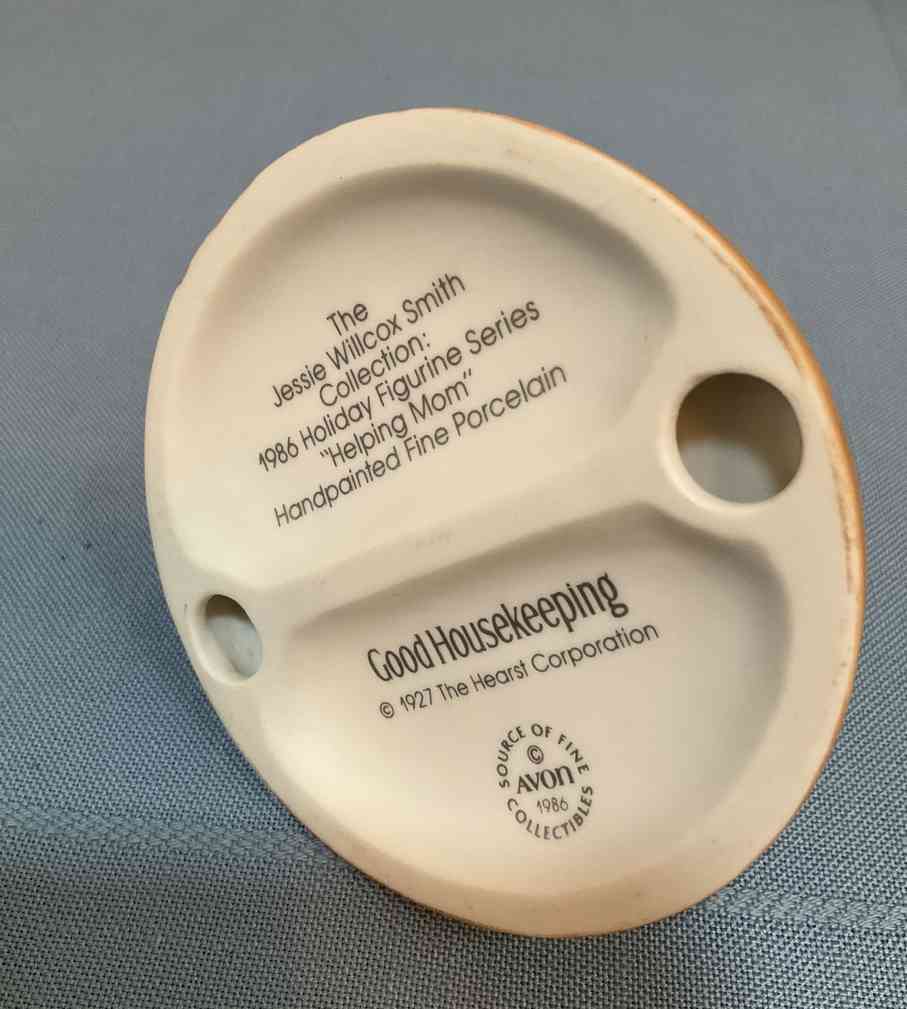 The
Jessie Willcox Smith
Collection:
1986 Holiday Figurine Series
"Helping Mom"
Handpainted Fine Porcelain
Good Housekeeping
© 1927 The Hearst Corporation
SOURCE OF FINE
©
AVON
1986
COLLECTIBLES